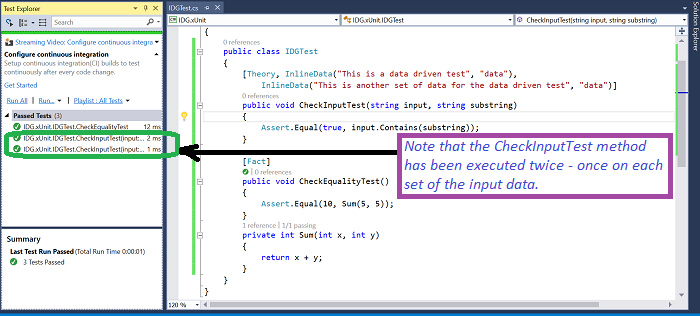 Test Explorer
Streaming Video: Configure continuous integra
Configure continuous integration
Setup continuous integration(CI) builds to test
continuously after every code change.
Get Started
Run All | Run... | Playlist : All Tests
Passed Tests (3)
IDG.xUnit.IDGTest.CheckEqualityTest 12 ms
IDG.xUnit.IDGTest.CheckInputTest(input:... 2 ms
IDG.xUnit.IDGTest.CheckInputTest(input:... 1 ms
Summary
Last Test Run Passed (Total Run Time 0:00:01)
3 Tests Passed
IDGTest.cs
IDG.xUnit IDG.xUnit.IDGTest CheckInputTest(string input, string substring)
{
0 references
public class IDGTest
{
[Theory, InlineData("This is a data driven test", "data"),
InlineData("This is another set of data for the data driven test", "data")]
0 references
public void CheckInputTest(string input, string substring)
{
Assert.Equal(true, input.Contains(substring));
}
[Fact]
| 0 references
public void CheckEqualityTest()
{
Assert.Equal(10, Sum(5, 5));
}
1 reference | 1/1 passing
private int Sum(int x, int y)
{
return x + y;
}
}
}
120 %
Note that the CheckInputTest method
has been executed twice - once on each
set of the input data.
Solution Explorer